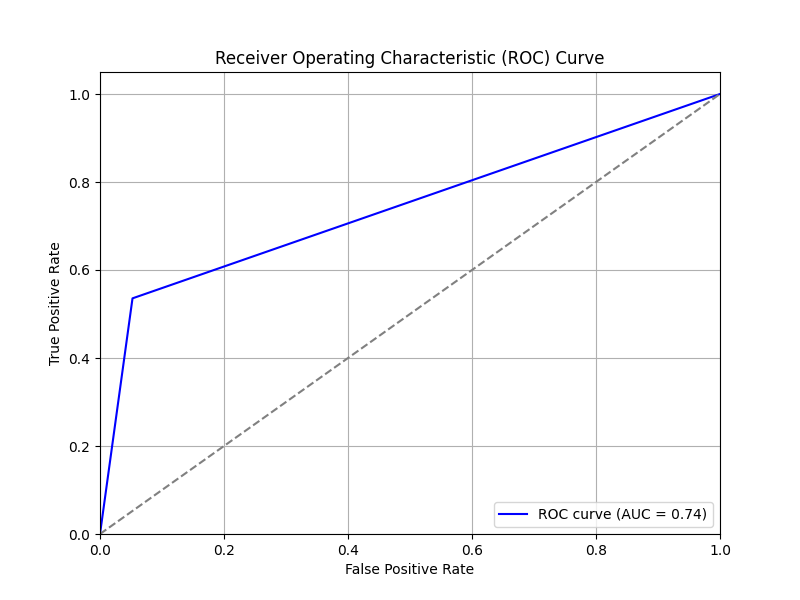 Receiver Operating Characteristic (ROC) Curve
1.0
0.8
0.6
0.4
0.2
0.0
True Positive Rate
ROC curve (AUC = 0.74)
0.0 0.2 0.4 0.6 0.8 1.0
False Positive Rate